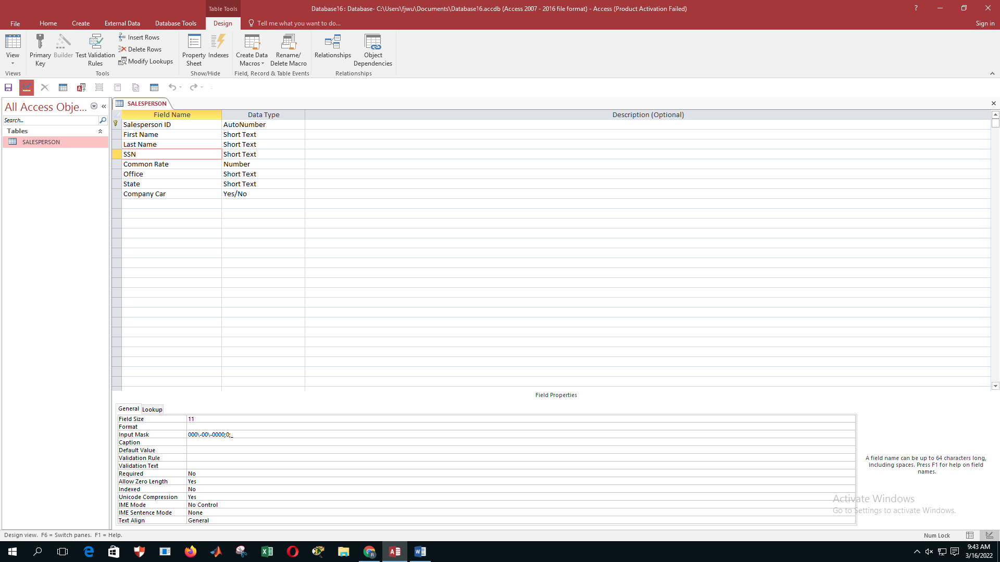 Table Tools
Database16 : Database- C:\Users\fjwu\Documents\Database16.accdb (Access 2007 - 2016 file format) - Access (Product Activation Failed)
?
File
Home
Create
External Data
Database Tools
Design
Tell me what you want to do...
Sign in
View
Primary Key
Builder
Test Validation Rules
Insert Rows
Delete Rows
Modify Lookups
Property Sheet
Indexes
Create Data Macros
Rename/ Delete Macro
Relationships
Object Dependencies
Views
Tools
Show/Hide
Field, Record & Table Events
Relationships
All Access Obje...
Search...
Tables
SALESPERSON
SALESPERSON
Field Name Data Type Description (Optional)
Salesperson ID AutoNumber
First Name Short Text
Last Name Short Text
SSN Short Text
Common Rate Number
Office Short Text
State Short Text
Company Car Yes/No
Field Properties
General Lookup
Field Size 11
Format
Input Mask 000\-00\-0000;0;_
Caption
Default Value
Validation Rule
Validation Text
Required No
Allow Zero Length Yes
Indexed No
Unicode Compression Yes
IME Mode No Control
IME Sentence Mode None
Text Align General
A field name can be up to 64 characters long,
including spaces. Press F1 for help on field
names.
Activate Windows
Go to Settings to activate Windows.
Design view. F6 = Switch panes. F1 = Help.
Num Lock
9:43 AM
3/16/2022